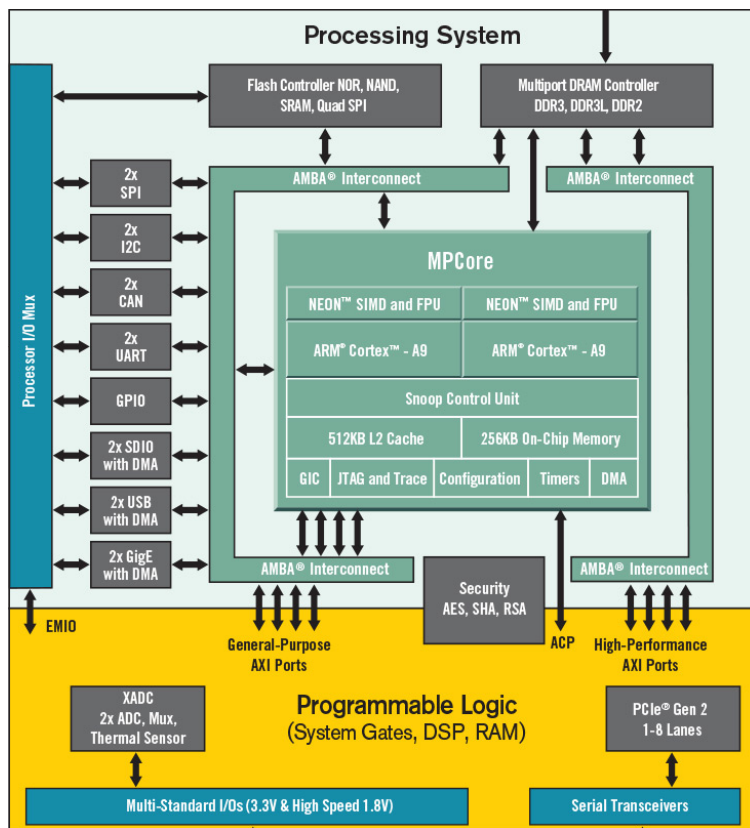 Processing System
Flash Controller NOR, NAND,
SRAM, Quad SPI
Multiport DRAM Controller
DDR3, DDR3L, DDR2
Processor I/O Mux
2x
SPI
2x
I2C
2x
CAN
2x
UART
GPIO
2x SDIO
with DMA
2x USB
with DMA
2x GigE
with DMA
AMBA® Interconnect
AMBA® Interconnect
MPCore
NEON™ SIMD and FPU
NEON™ SIMD and FPU
ARM® Cortex™ - A9
ARM® Cortex™ - A9
Snoop Control Unit
512KB L2 Cache
256KB On-Chip Memory
GIC
JTAG and Trace
Configuration
Timers
DMA
AMBA® Interconnect
Security
AES, SHA, RSA
AMBA® Interconnect
EMIO
General-Purpose
AXI Ports
ACP
High-Performance
AXI Ports
Programmable Logic
(System Gates, DSP, RAM)
XADC
2x ADC, Mux,
Thermal Sensor
PCIe® Gen 2
1-8 Lanes
Multi-Standard I/Os (3.3V & High Speed 1.8V)
Serial Transceivers